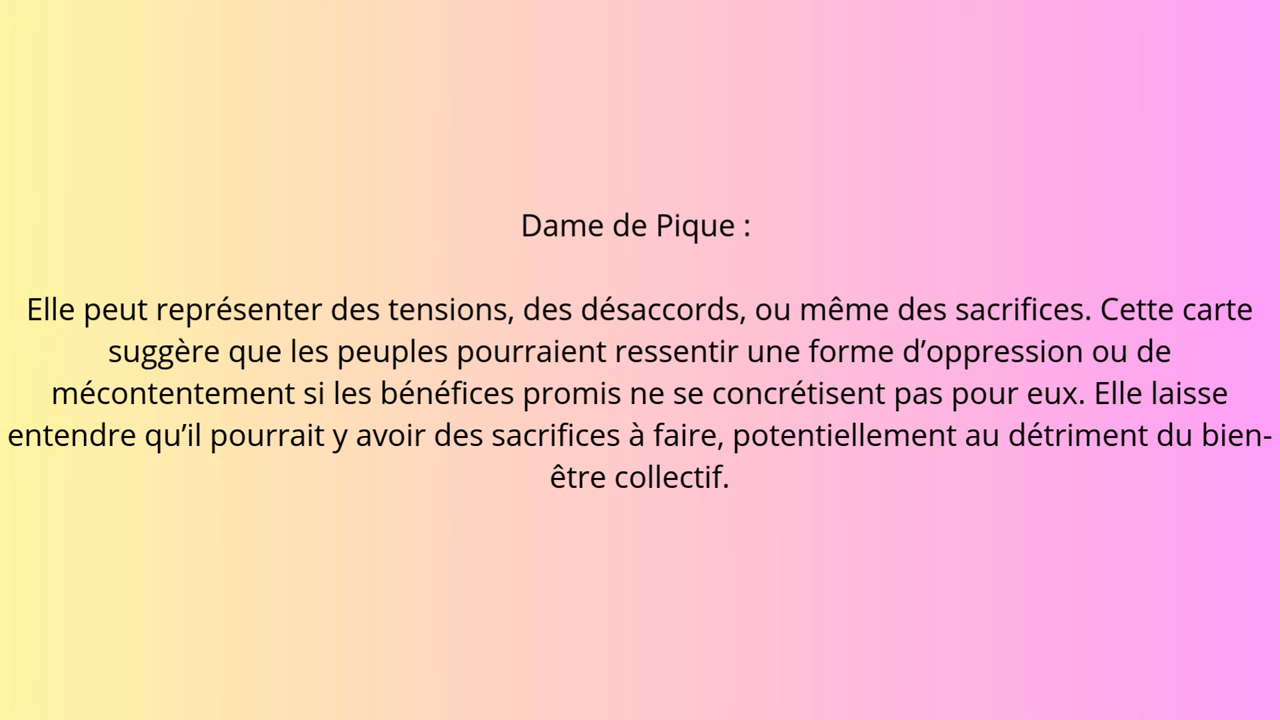 Dame de Pique :
Elle peut représenter des tensions, des désaccords, ou même des sacrifices. Cette carte
suggère que les peuples pourraient ressentir une forme d’oppression ou de
mécontentement si les bénéfices promis ne se concrétisent pas pour eux. Elle laisse
entendre qu’il pourrait y avoir des sacrifices à faire, potentiellement au détriment du bien-
être collectif.